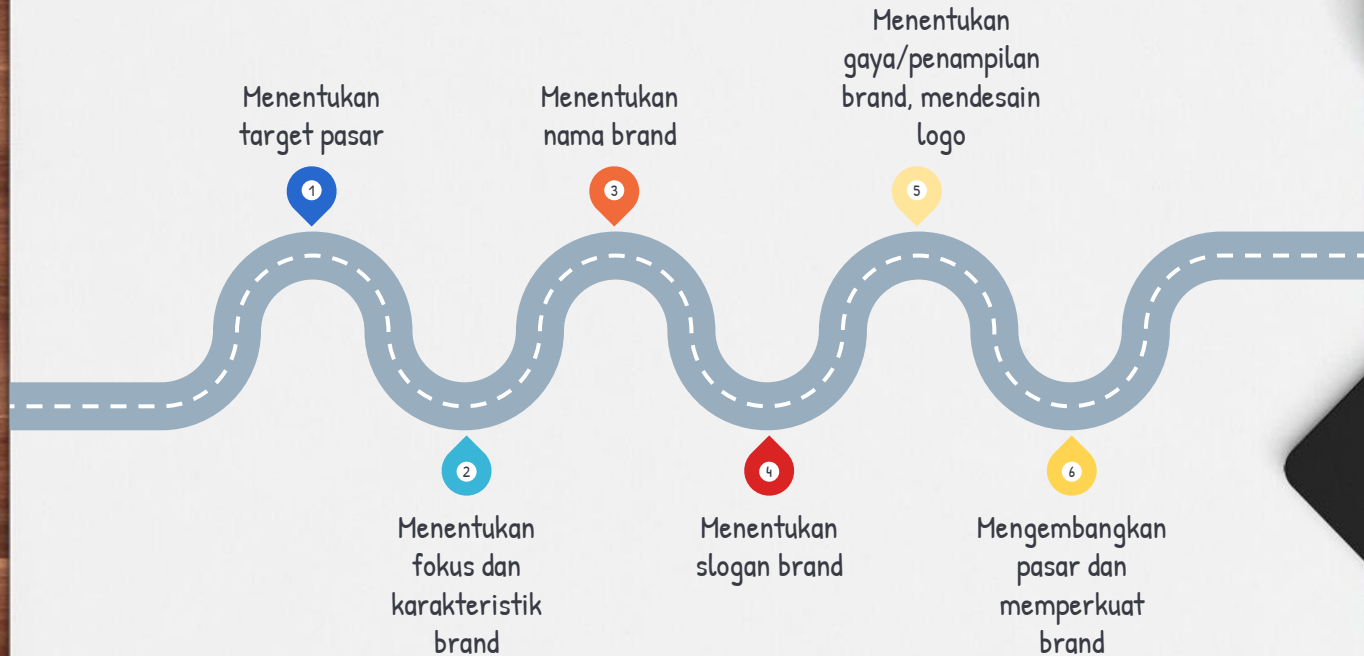 Menentukan
target pasar
1
Menentukan
fokus dan
karakteristik
brand
2
Menentukan
nama brand
3
Menentukan
slogan brand
4
Menentukan
gaya/penampilan
brand, mendesain
logo
5
Mengembangkan
pasar dan
memperkuat
brand
6